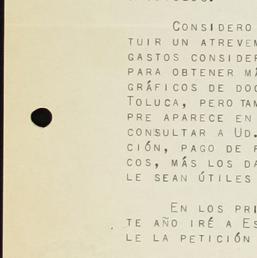 CONSIDERO
TUIR UN ATREVEM
GASTOS CONSIDER
PARA OBTENER MÁ
GRÁFICOS DE DOC
TOLUCA, PERO TAM
PRE APARECE EN
CONSULTAR A UD.
CIÓN, PAGO DE F
COS, MÁS LOS DA
LE SEAN ÚTILES
EN LOS PRI
TE AÑO IRÉ A ES
LE LA PETICIÓN